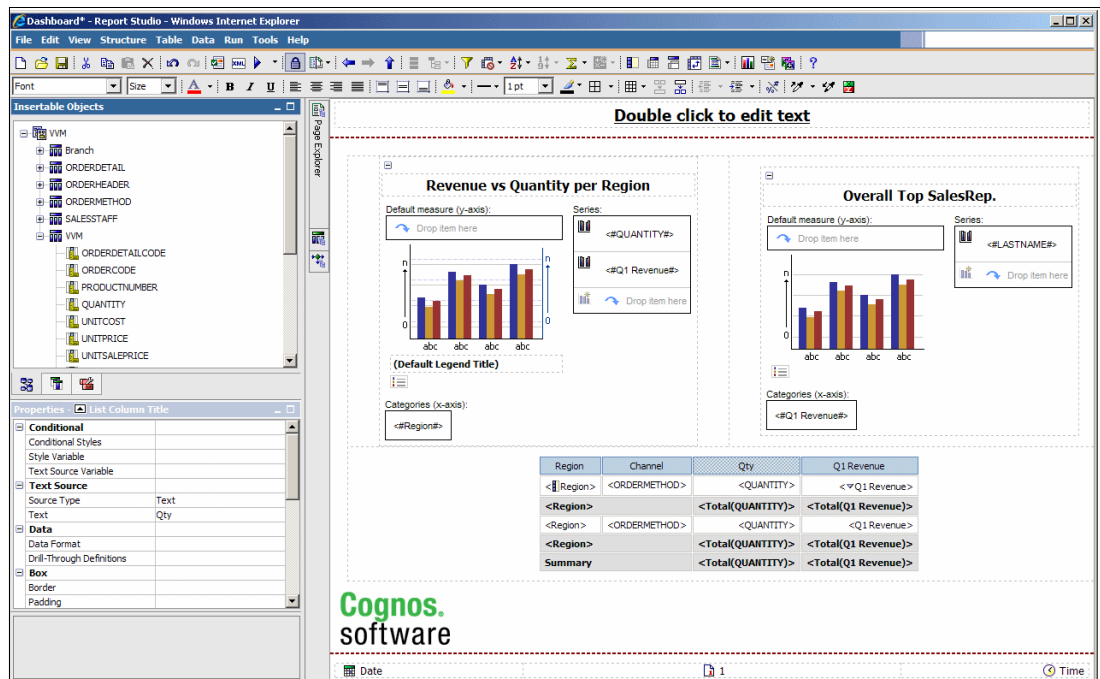 Dashboard* - Report Studio - Windows Internet Explorer
File Edit View Structure Table Data Run Tools Help
XML
Font Size A B I U 1 pt
Insertable Objects
VVM
Branch
ORDERDETAIL
ORDERHEADER
ORDERMETHOD
SALESSTAFF
VVM
ORDERDETAILCODE
ORDERCODE
PRODUCTNUMBER
QUANTITY
UNITCOST
UNITPRICE
UNITSALEPRICE
Properties - List Column Title
Conditional
Conditional Styles
Style Variable
Text Source Variable
Text Source
Source Type Text
Text Qty
Data
Data Format
Drill-Through Definitions
Box
Border
Padding
Page Explorer
Double click to edit text
Revenue vs Quantity per Region
Default measure (y-axis): Series:
Drop item here
<#QUANTITY#>
<#Q1 Revenue#>
Drop item here
n n
0 0
abc abc abc abc
(Default Legend Title)
Categories (x-axis):
<#Region#>
Overall Top SalesRep.
Default measure (y-axis): Series:
Drop item here
<#LASTNAME#>
Drop item here
n
0
abc abc abc abc
Categories (x-axis):
<#Q1 Revenue#>
Region Channel Qty Q1 Revenue
<Region> <ORDERMETHOD> <QUANTITY> <Q1 Revenue>
<Region> <Total(QUANTITY)> <Total(Q1 Revenue)>
<Region> <ORDERMETHOD> <QUANTITY> <Q1 Revenue>
<Region> <Total(QUANTITY)> <Total(Q1 Revenue)>
Summary <Total(QUANTITY)> <Total(Q1 Revenue)>
Cognos.
software
Date 1 Time